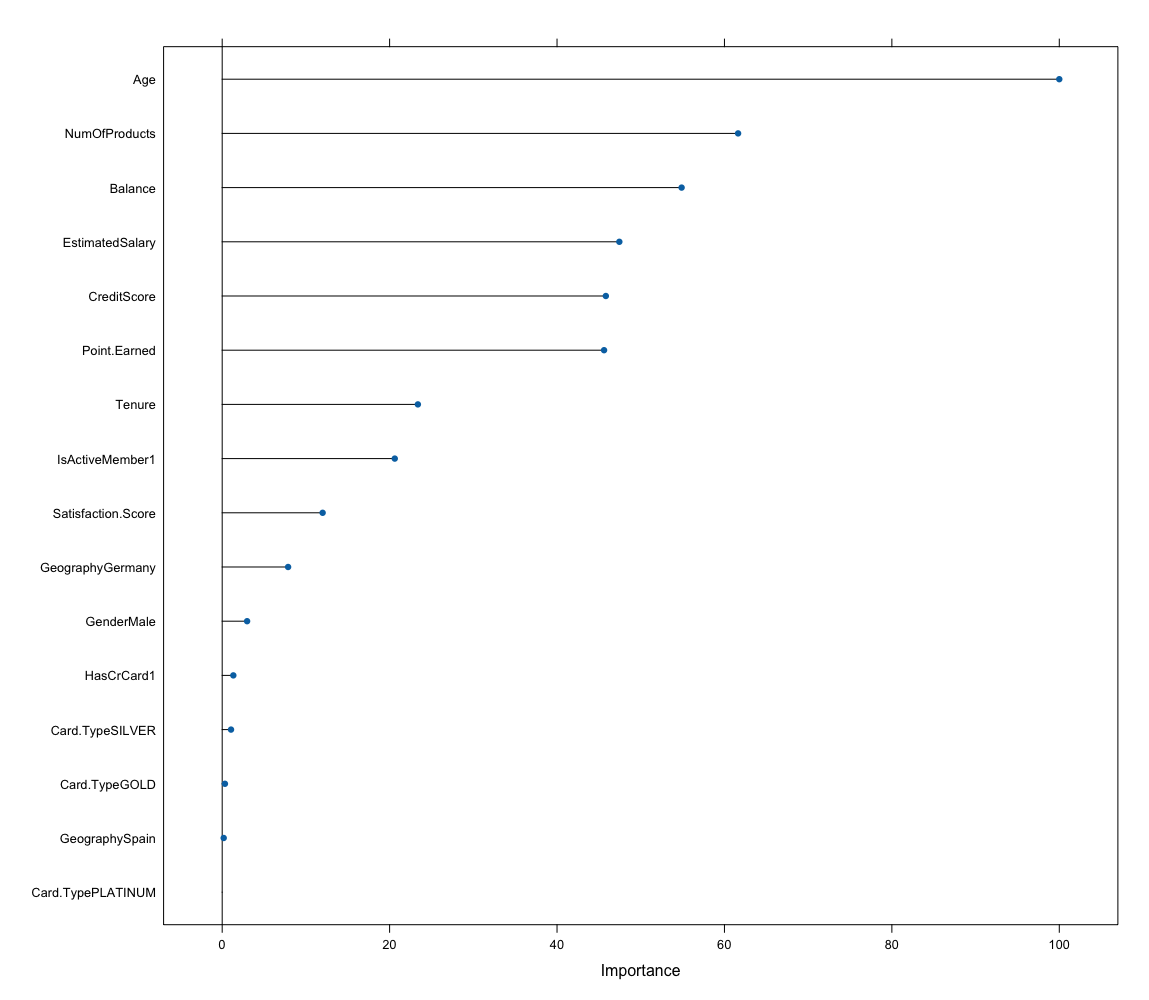 Age
NumOfProducts
Balance
EstimatedSalary
CreditScore
Point.Earned
Tenure
IsActiveMember1
Satisfaction.Score
GeographyGermany
GenderMale
HasCrCard1
Card.TypeSILVER
Card.TypeGOLD
GeographySpain
Card.TypePLATINUM
0 20 40 60 80 100
Importance